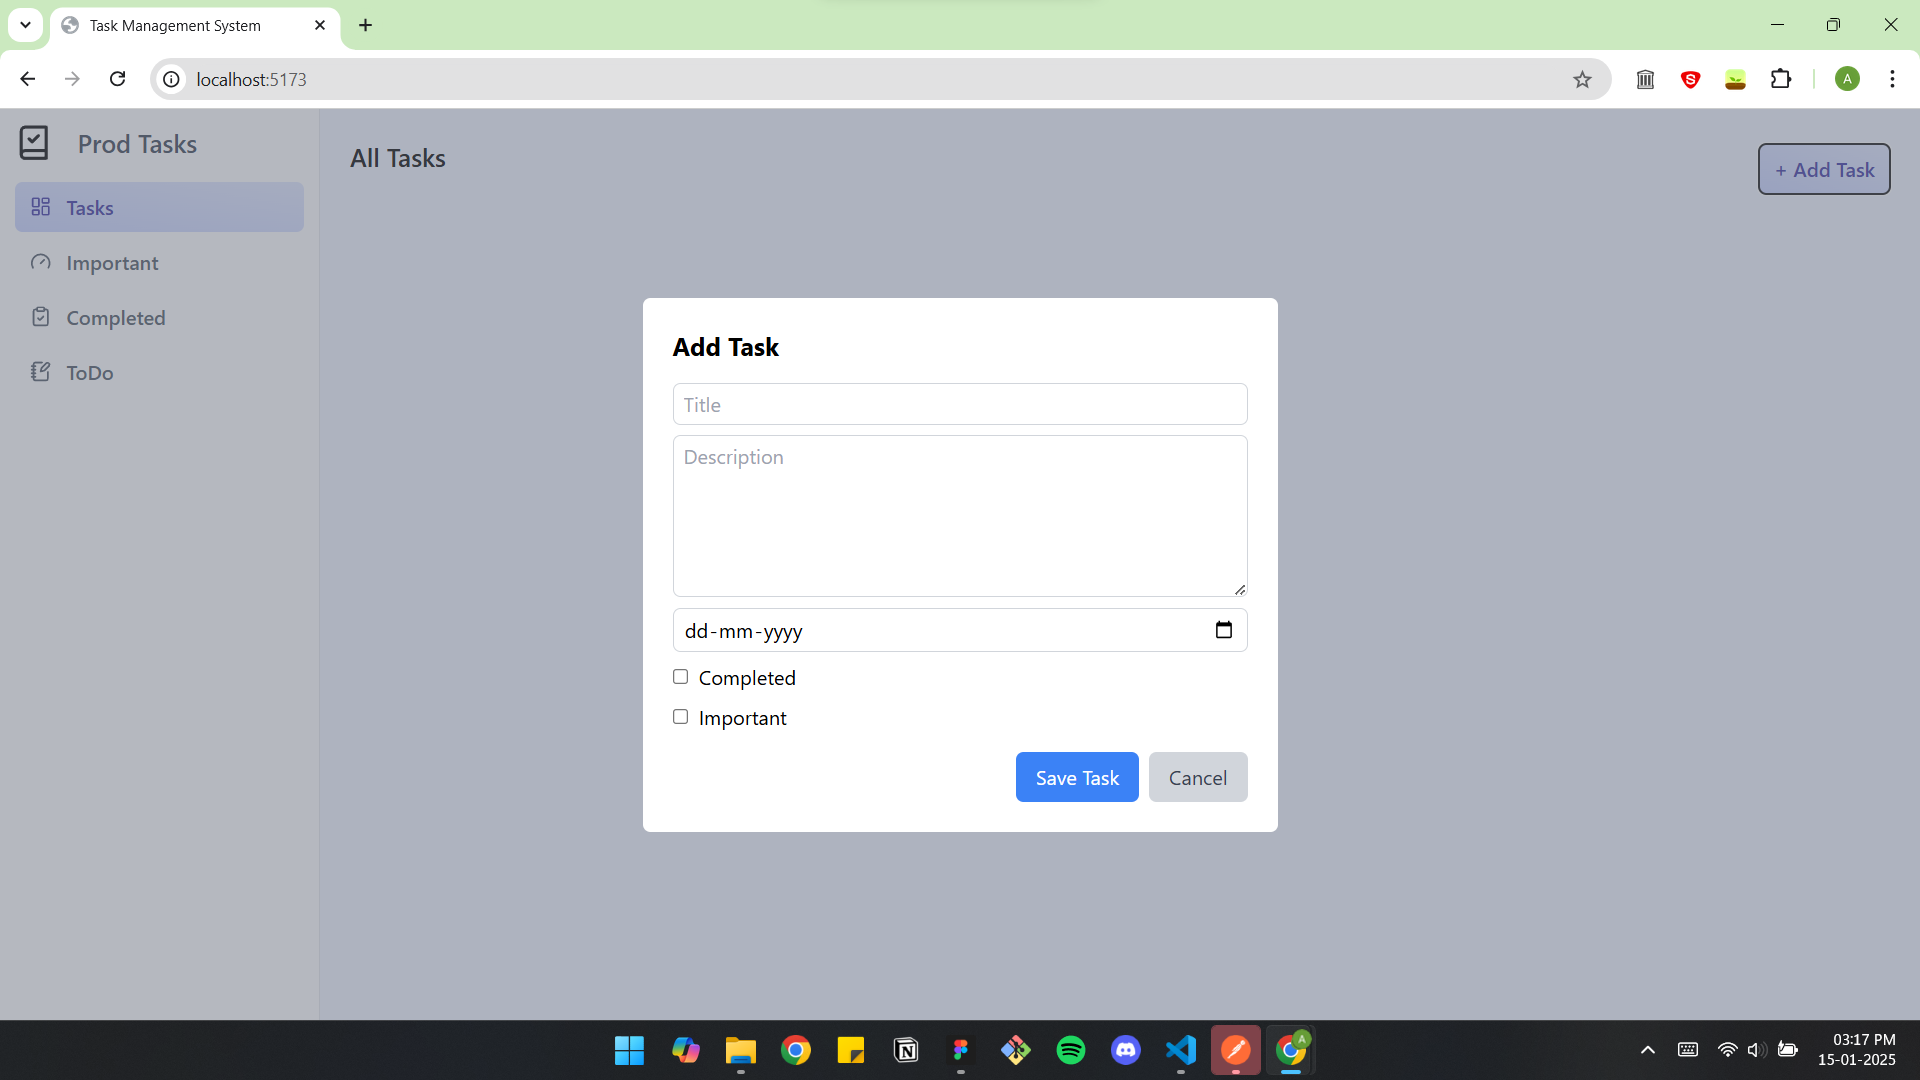 Task Management System
localhost:5173
A
Prod Tasks
Tasks
Important
Completed
ToDo
All Tasks
+ Add Task
Add Task
Title
Description
dd-mm-yyyy
Completed
Important
Save Task
Cancel
A
03:17 PM
15-01-2025